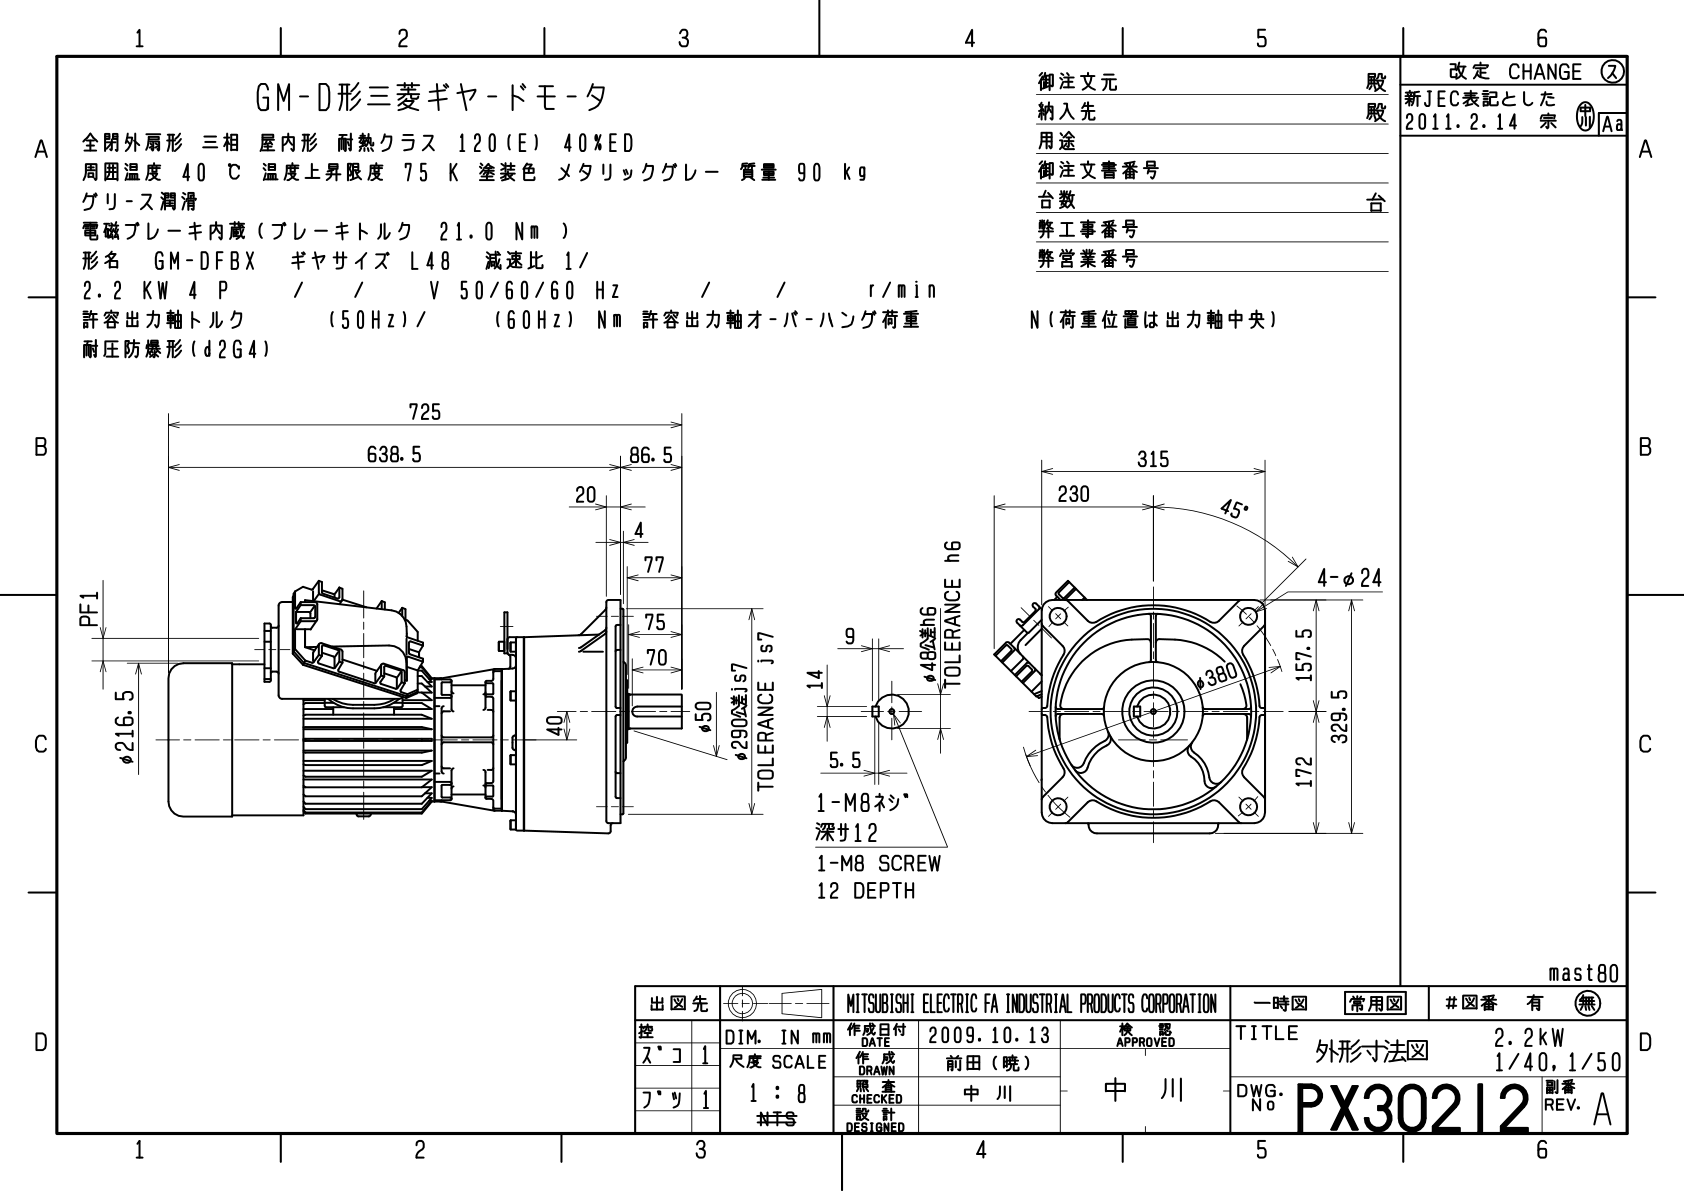 1 2 3 4 5 6
改定 CHANGE ス
新JEC表記とした
2011.2.14 宗 中川 Aa
GM-D形三菱ギヤードモータ
全閉外扇形 三相 屋内形 耐熱クラス 120(E) 40%ED
周囲温度 40 ℃ 温度上昇限度 75 K 塗装色 メタリックグレー 質量 90 kg
グリース潤滑
電磁ブレーキ内蔵(ブレーキトルク 21.0 Nm )
形名 GM-DFBX ギヤサイズ L48 減速比 1/
2.2 KW 4 P / / V 50/60/60 Hz / / r/min
許容出力軸トルク (50Hz)/ (60Hz) Nm 許容出力軸オーバーハング荷重 N(荷重位置は出力軸中央)
耐圧防爆形(d2G4)
御注文元 殿
納入先 殿
用途
御注文書番号
台数 台
弊工事番号
弊営業番号
A A
B B
C C
D D
725
638.5 86.5
20
4
77
75
70
PF1
φ216.5
40
φ50
φ290公差js7
TOLERANCE js7
9
14
5.5
φ48公差h6
TOLERANCE h6
1-M8ネジ
深サ12
1-M8 SCREW
12 DEPTH
315
230
45°
4-φ24
φ380
157.5
329.5
172
mast80
出図先
控
ズコ 1
ブツ 1
DIM. IN mm
尺度 SCALE
1 : 8
NTS
MITSUBISHI ELECTRIC FA INDUSTRIAL PRODUCTS CORPORATION
作成日付 DATE 2009.10.13
作成 DRAWN 前田(暁)
照査 CHECKED 中川
設計 DESIGNED
検認 APPROVED
中川
一時図 常用図 #図番 有 無
TITLE
外形寸法図
2.2kW
1/40,1/50
DWG. No PX30212
副番 REV. A
1 2 3 4 5 6